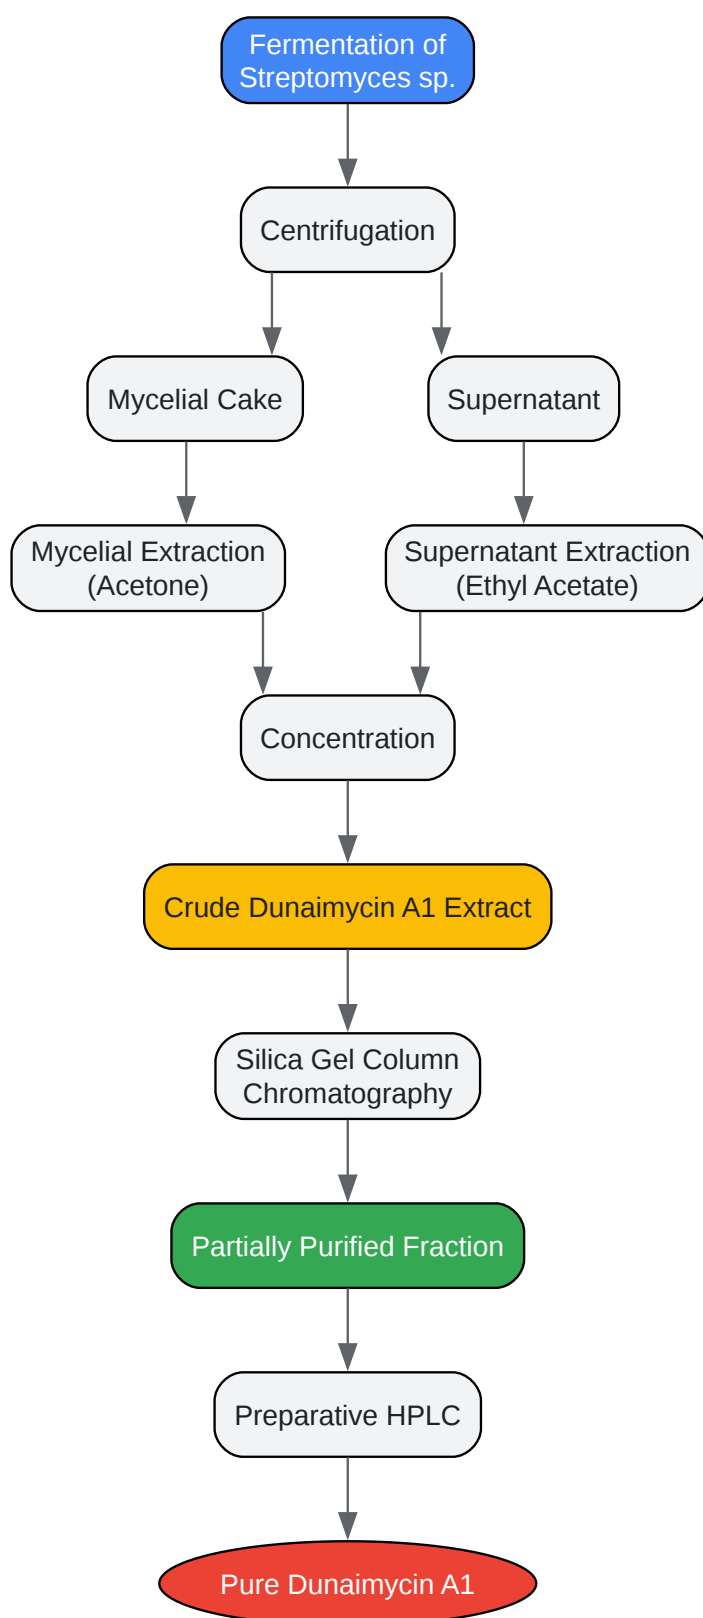 Fermentation of
Streptomyces sp.
Centrifugation
Mycelial Cake
Supernatant
Mycelial Extraction
(Acetone)
Supernatant Extraction
(Ethyl Acetate)
Concentration
Crude Dunaimycin A1 Extract
Silica Gel Column
Chromatography
Partially Purified Fraction
Preparative HPLC
Pure Dunaimycin A1